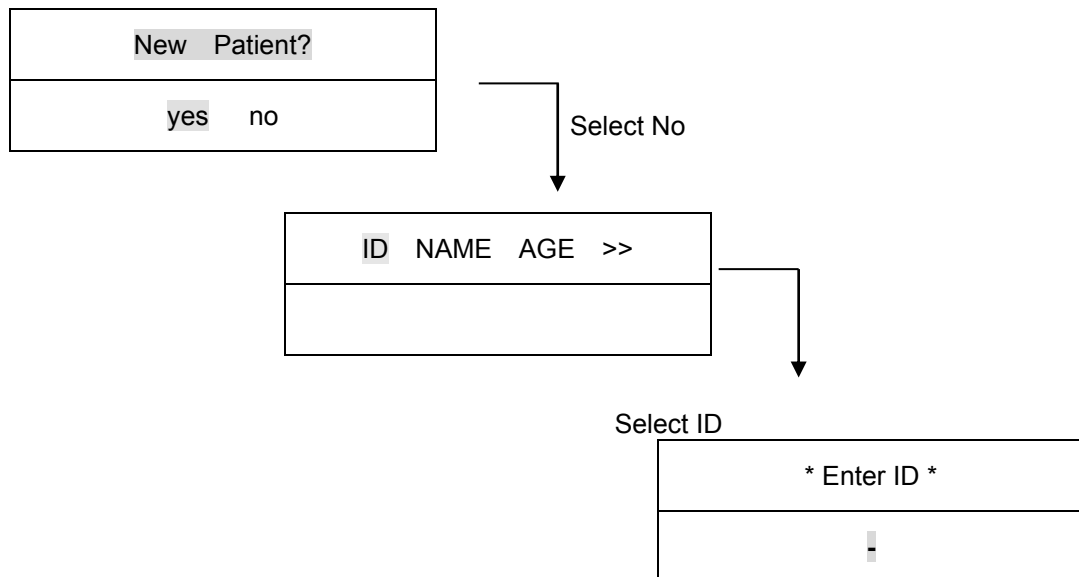 New Patient?
yes no
Select No
ID NAME AGE >>
Select ID
* Enter ID *
-